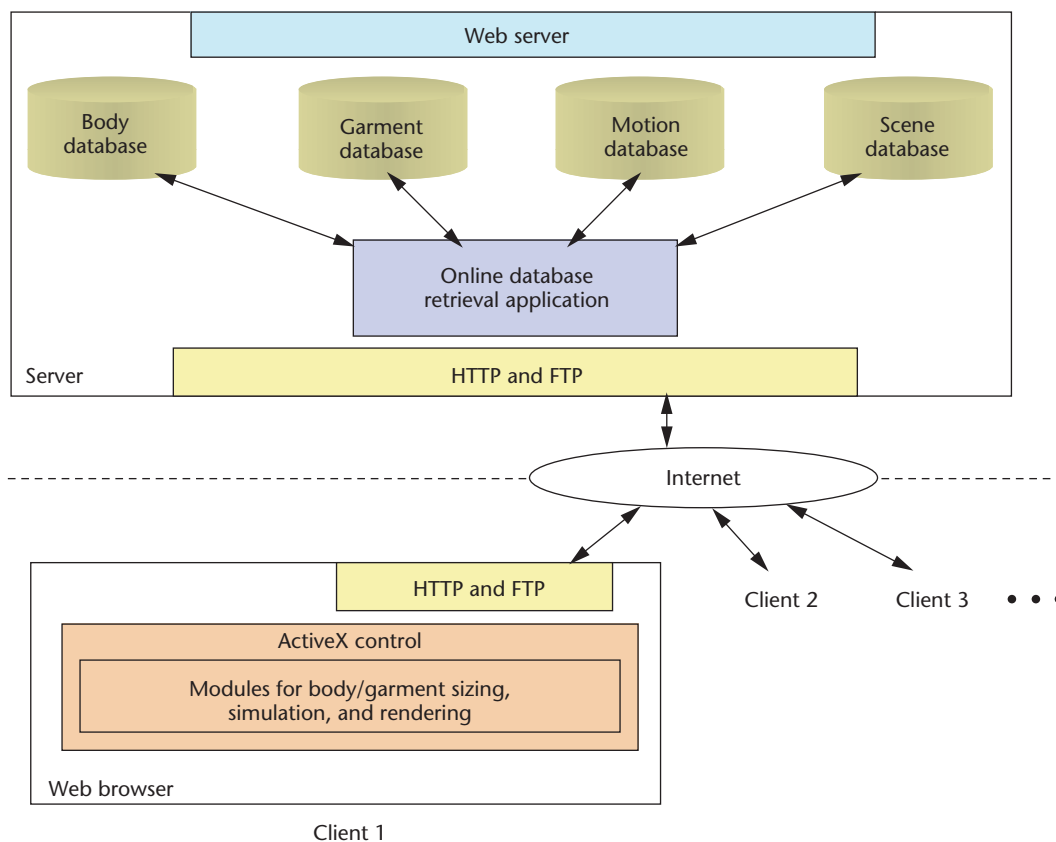 Web server
Body
database
Garment
database
Motion
database
Scene
database
Online database
retrieval application
Server
HTTP and FTP
Internet
HTTP and FTP
Client 2
Client 3
ActiveX control
Modules for body/garment sizing,
simulation, and rendering
Web browser
Client 1